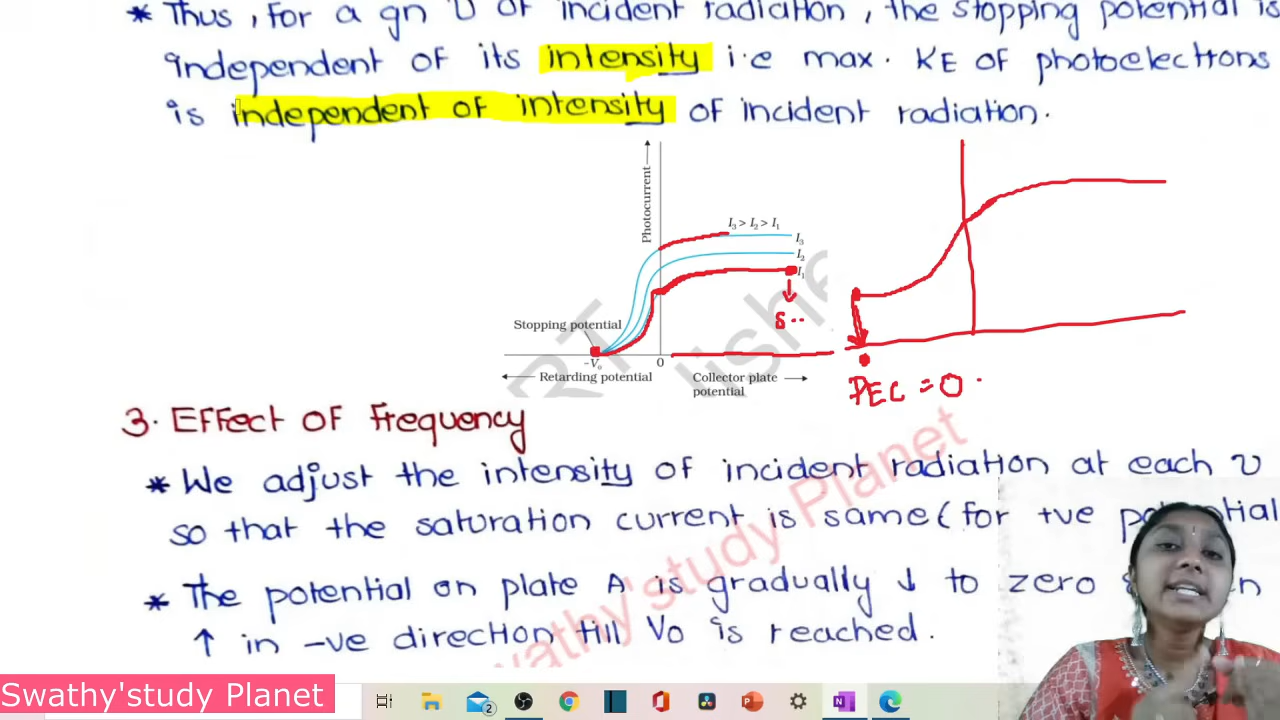 * Thus, for a gn υ of incident radiation, the stopping potential is
independent of its intensity i.e max. KE of photoelectrons
is independent of intensity of incident radiation.
Photocurrent
I₃ > I₂ > I₁
I₃
I₂
I₁
s..
Stopping potential
-V₀
0
Retarding potential
Collector plate
potential
PEC = 0.
3. Effect of frequency
* We adjust the intensity of incident radiation at each υ
so that the saturation current is same (for +ve potential
* The potential on plate A is gradually ↓ to zero
↑ in -ve direction till V₀ is reached.
Swathy'study Planet
Swathy'study Planet
2